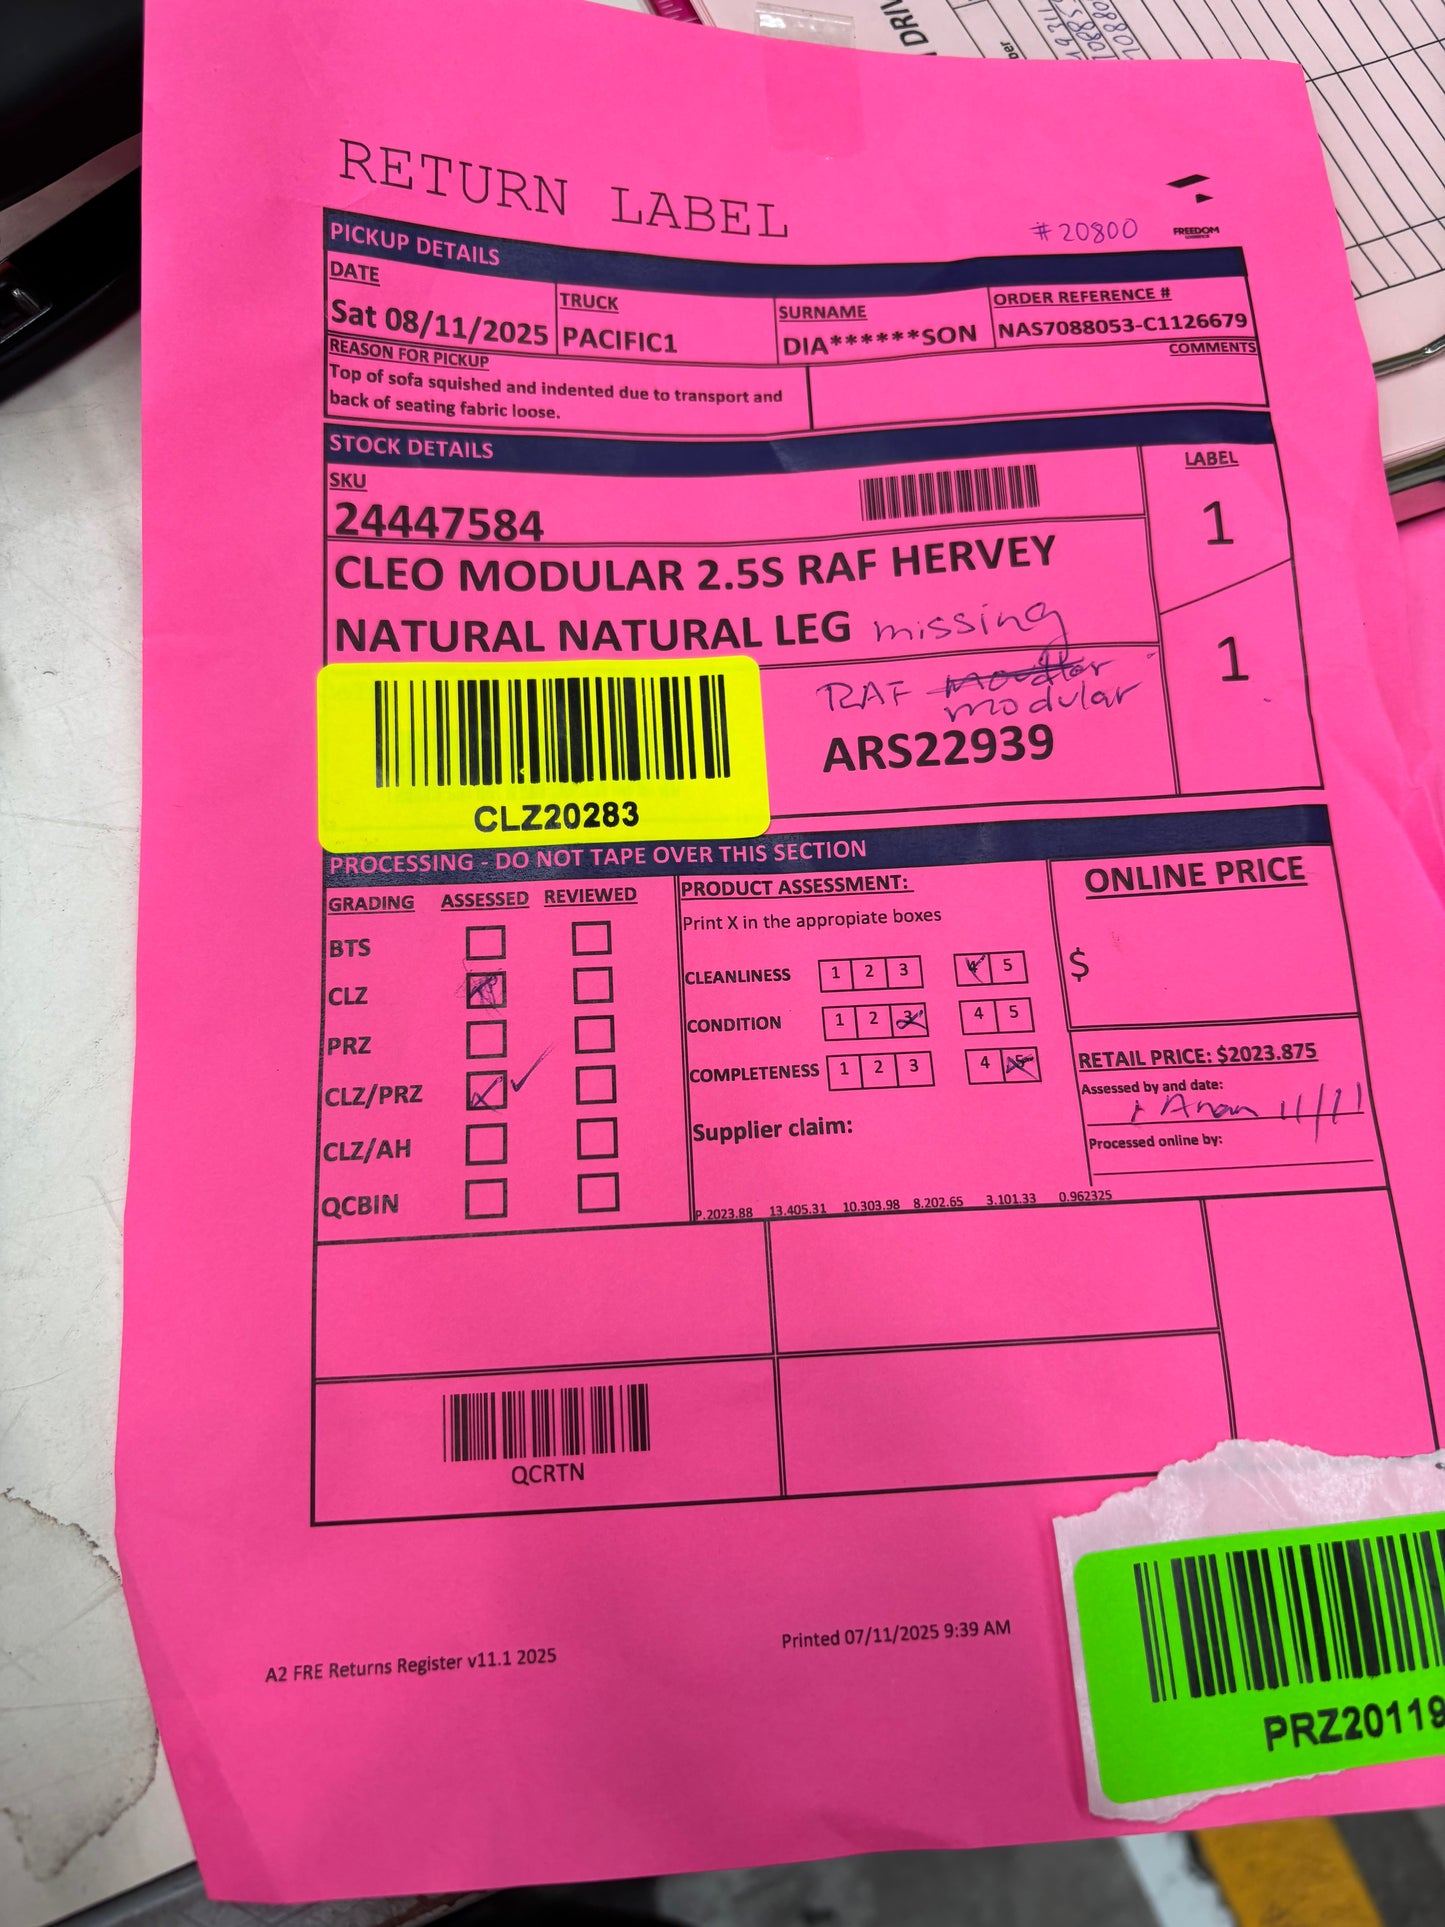 RETURN LABEL
#20800
FREEDOM
PICKUP DETAILS
DATE
TRUCK
SURNAME
ORDER REFERENCE #
Sat 08/11/2025
PACIFIC1
DIA******SON
NAS7088053-C1126679
REASON FOR PICKUP
COMMENTS
Top of sofa squished and indented due to transport and
back of seating fabric loose.
STOCK DETAILS
LABEL
SKU
24447584
1
CLEO MODULAR 2.5S RAF HERVEY
NATURAL NATURAL LEG missing
1
RAF
modular
ARS22939
CLZ20283
PROCESSING - DO NOT TAPE OVER THIS SECTION
GRADING ASSESSED REVIEWED
BTS
CLZ
PRZ
CLZ/PRZ
CLZ/AH
QCBIN
PRODUCT ASSESSMENT:
Print X in the appropiate boxes
CLEANLINESS 1 2 3 4 5
CONDITION 1 2 3 4 5
COMPLETENESS 1 2 3 4 5
Supplier claim:
P.2023.88 13.405.31 10.303.98 8.202.65 3.101.33 0.962325
ONLINE PRICE
$
RETAIL PRICE: $2023.875
Assessed by and date:
11/11
Processed online by:
QCRTN
A2 FRE Returns Register v11.1 2025
Printed 07/11/2025 9:39 AM
PRZ20119